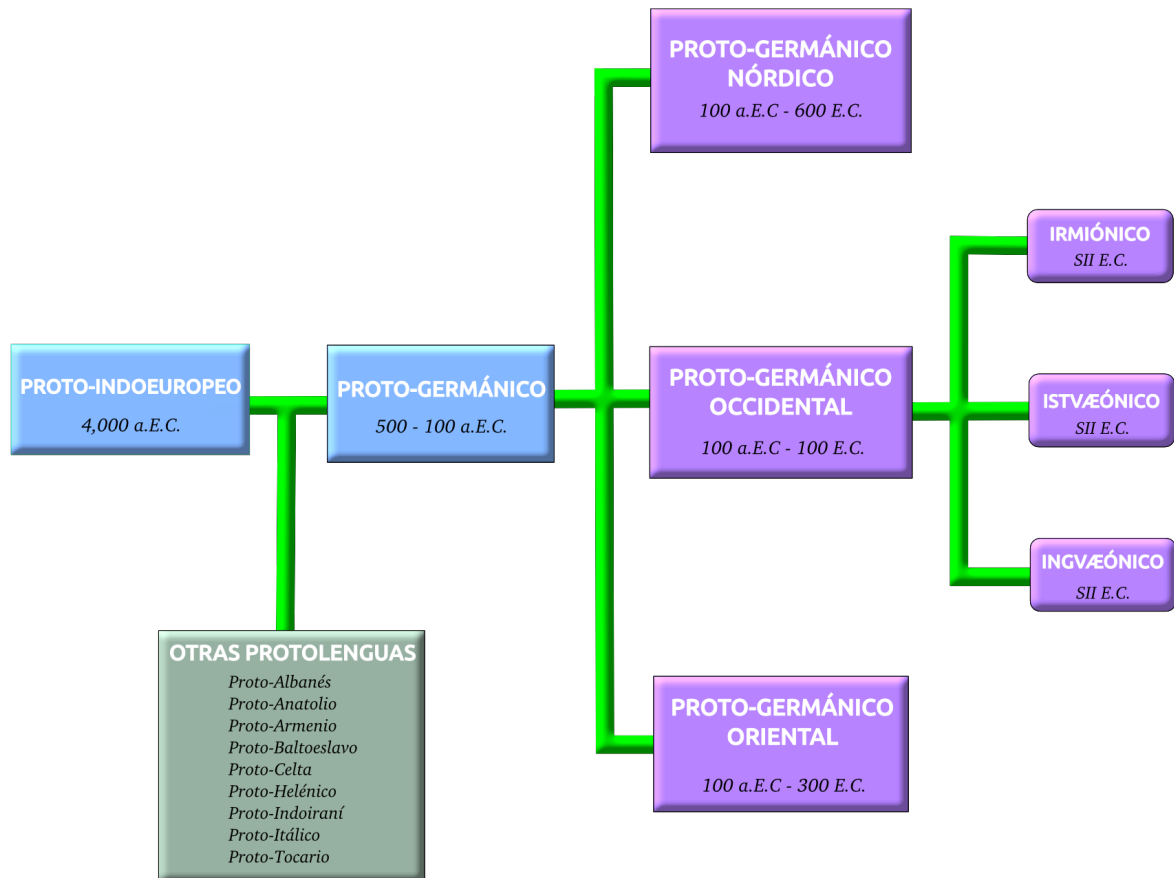 PROTO-GERMÁNICO
NÓRDICO
100 a.E.C - 600 E.C.
IRMIÓNICO
SII E.C.
PROTO-INDOEUROPEO
4,000 a.E.C.
PROTO-GERMÁNICO
500 - 100 a.E.C.
PROTO-GERMÁNICO
OCCIDENTAL
100 a.E.C - 100 E.C.
ISTVÆÓNICO
SII E.C.
INGVÆÓNICO
SII E.C.
OTRAS PROTOLENGUAS
Proto-Albanés
Proto-Anatolio
Proto-Armenio
Proto-Baltoeslavo
Proto-Celta
Proto-Helénico
Proto-Indoiraní
Proto-Itálico
Proto-Tocario
PROTO-GERMÁNICO
ORIENTAL
100 a.E.C - 300 E.C.